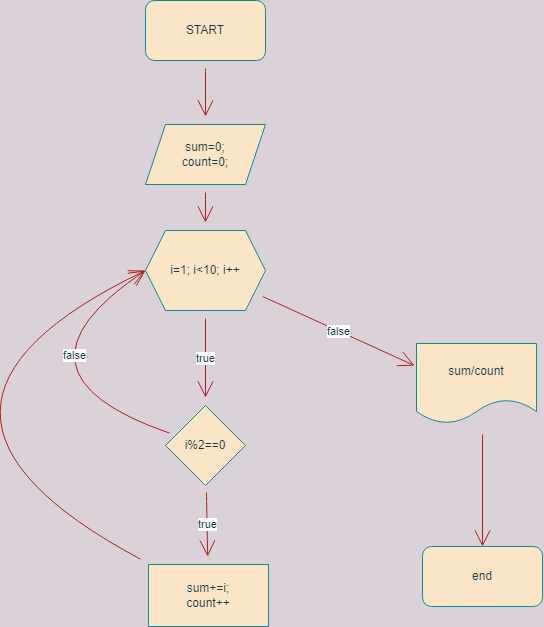 START
sum=0;
count=0;
i=1; i<10; i++
false
false
true
sum/count
i%2==0
true
end
sum+=i;
count++